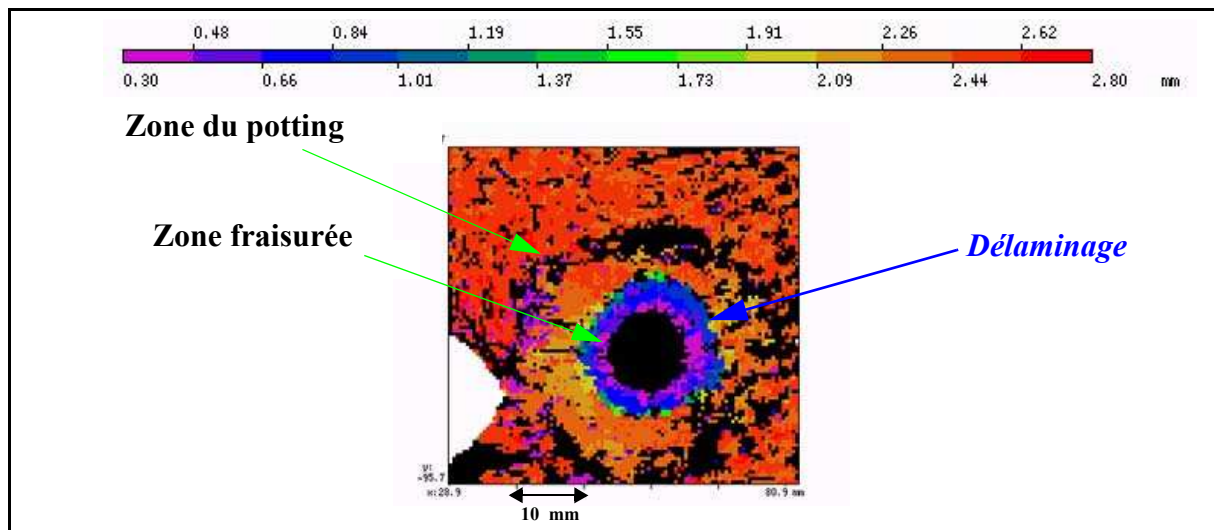 0.48 0.84 1.19 1.55 1.91 2.26 2.62
0.30 0.66 1.01 1.37 1.73 2.09 2.44 2.80 mm
Zone du potting
Zone fraisurée
Délaminage
-95.7
x:28.9 80.9 mm
10 mm